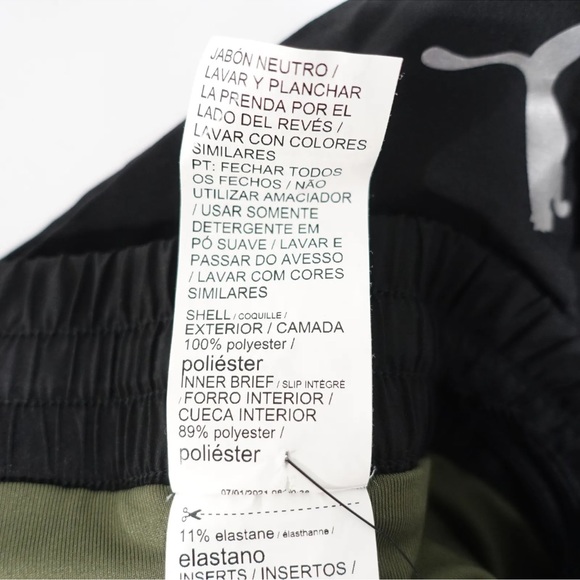 JABÓN NEUTRO /
LAVAR Y PLANCHAR
LA PRENDA POR EL
LADO DEL REVÉS /
LAVAR CON COLORES
SIMILARES
PT: FECHAR TODOS
OS FECHOS / NÃO
UTILIZAR AMACIADOR
/ USAR SOMENTE
DETERGENTE EM
PÓ SUAVE / LAVAR E
PASSAR DO AVESSO
/ LAVAR COM CORES
SIMILARES
SHELL / COQUILLE /
EXTERIOR / CAMADA
100% polyester /
poliéster
INNER BRIEF / SLIP INTÉGRÉ
/ FORRO INTERIOR /
CUECA INTERIOR
89% polyester /
poliéster
07/01/2021
11% elastane / élasthanne /
elastano
INSERTS / INSERTOS /